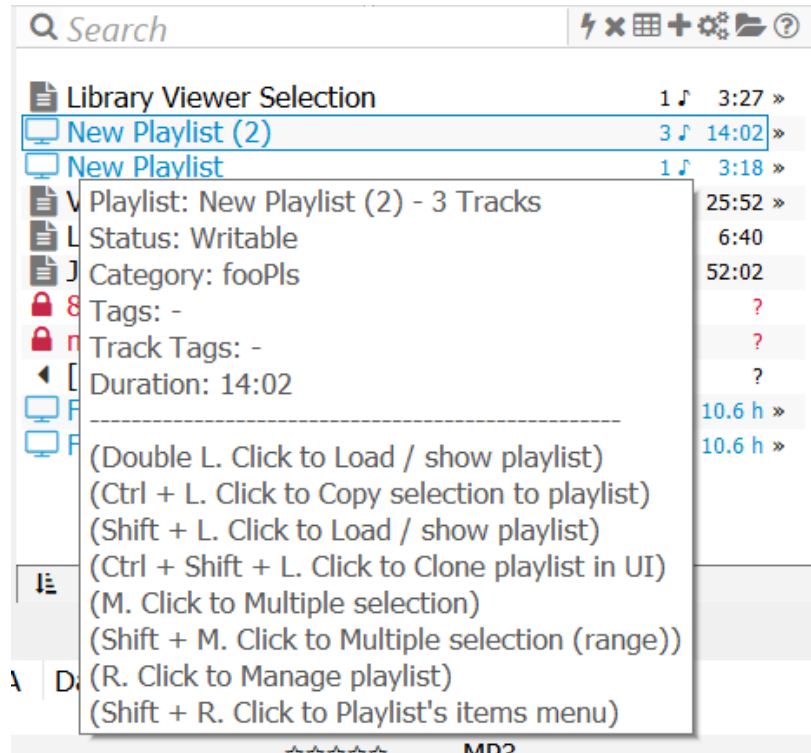 Search
Library Viewer Selection 1 ♪ 3:27 »
New Playlist (2) 3 ♪ 14:02 »
New Playlist 1 ♪ 3:18 »
V 25:52 »
L 6:40
J 52:02
8 ?
?
[ ?
F 10.6 h »
F 10.6 h »
Playlist: New Playlist (2) - 3 Tracks
Status: Writable
Category: fooPls
Tags: -
Track Tags: -
Duration: 14:02
-----------------------------------------------------
(Double L. Click to Load / show playlist)
(Ctrl + L. Click to Copy selection to playlist)
(Shift + L. Click to Load / show playlist)
(Ctrl + Shift + L. Click to Clone playlist in UI)
(M. Click to Multiple selection)
(Shift + M. Click to Multiple selection (range))
(R. Click to Manage playlist)
(Shift + R. Click to Playlist's items menu)